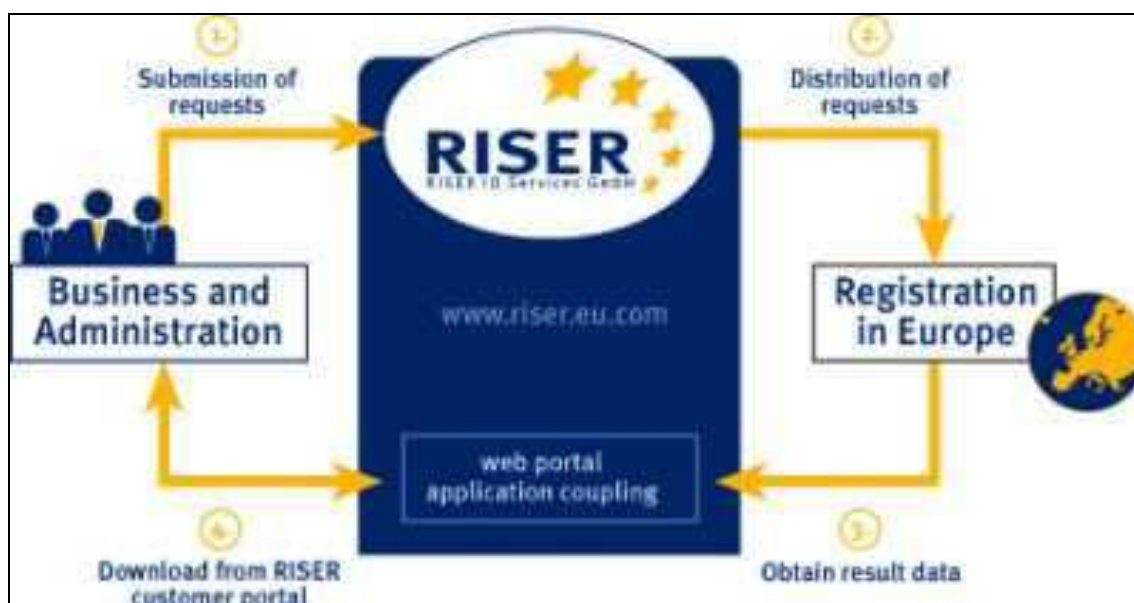 1.
Submission of
requests
2.
Distribution of
requests
RISER
RISER ID Services GmbH
Business and
Administration
www.riser.eu.com
Registration
in Europe
web portal
application coupling
4.
Download from RISER
customer portal
3.
Obtain result data